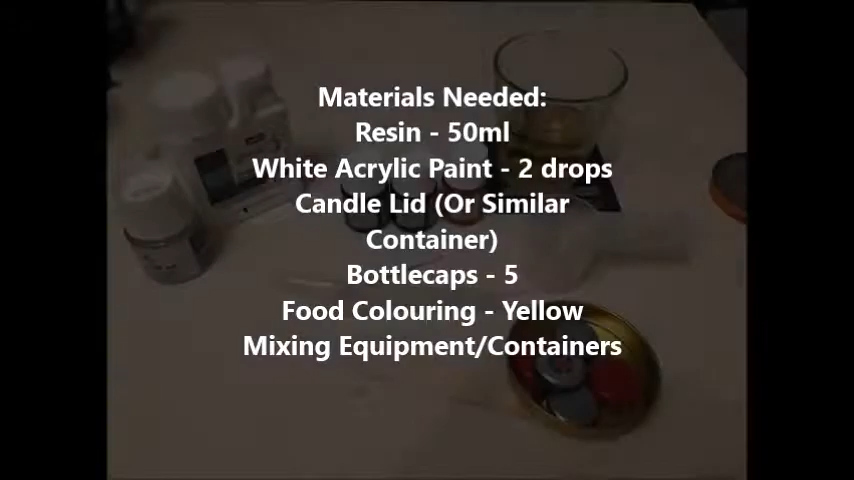 Materials Needed:
Resin - 50ml
White Acrylic Paint - 2 drops
Candle Lid (Or Similar
Container)
Bottlecaps - 5
Food Colouring - Yellow
Mixing Equipment/Containers